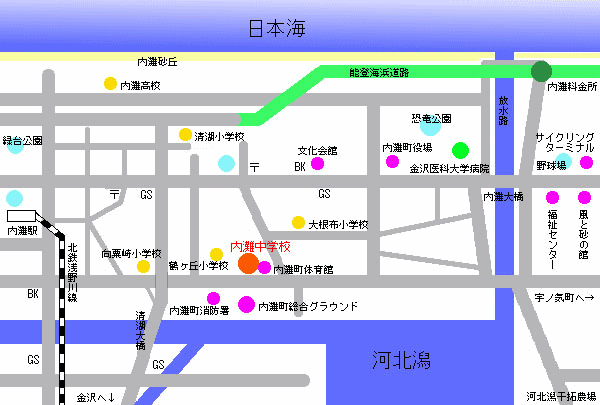 日本海
内灘砂丘
能登海浜道路
内灘高校
内灘料金所
放水路
恐竜公園
清湖小学校
緑台公園
サイクリング
ターミナル
内灘町役場
文化会館
野球場
BK
金沢医科大学病院
〒
〒
GS
GS
内灘大橋
福祉センター
風と砂の館
大根布小学校
内灘駅
北鉄浅野川線
内灘中学校
向粟崎小学校
鶴ヶ丘小学校
内灘町体育館
BK
宇ノ気町へ→
内灘町消防署
内灘町総合グラウンド
清湖大橋
GS
GS
河北潟
金沢へ↓
河北潟干拓農場